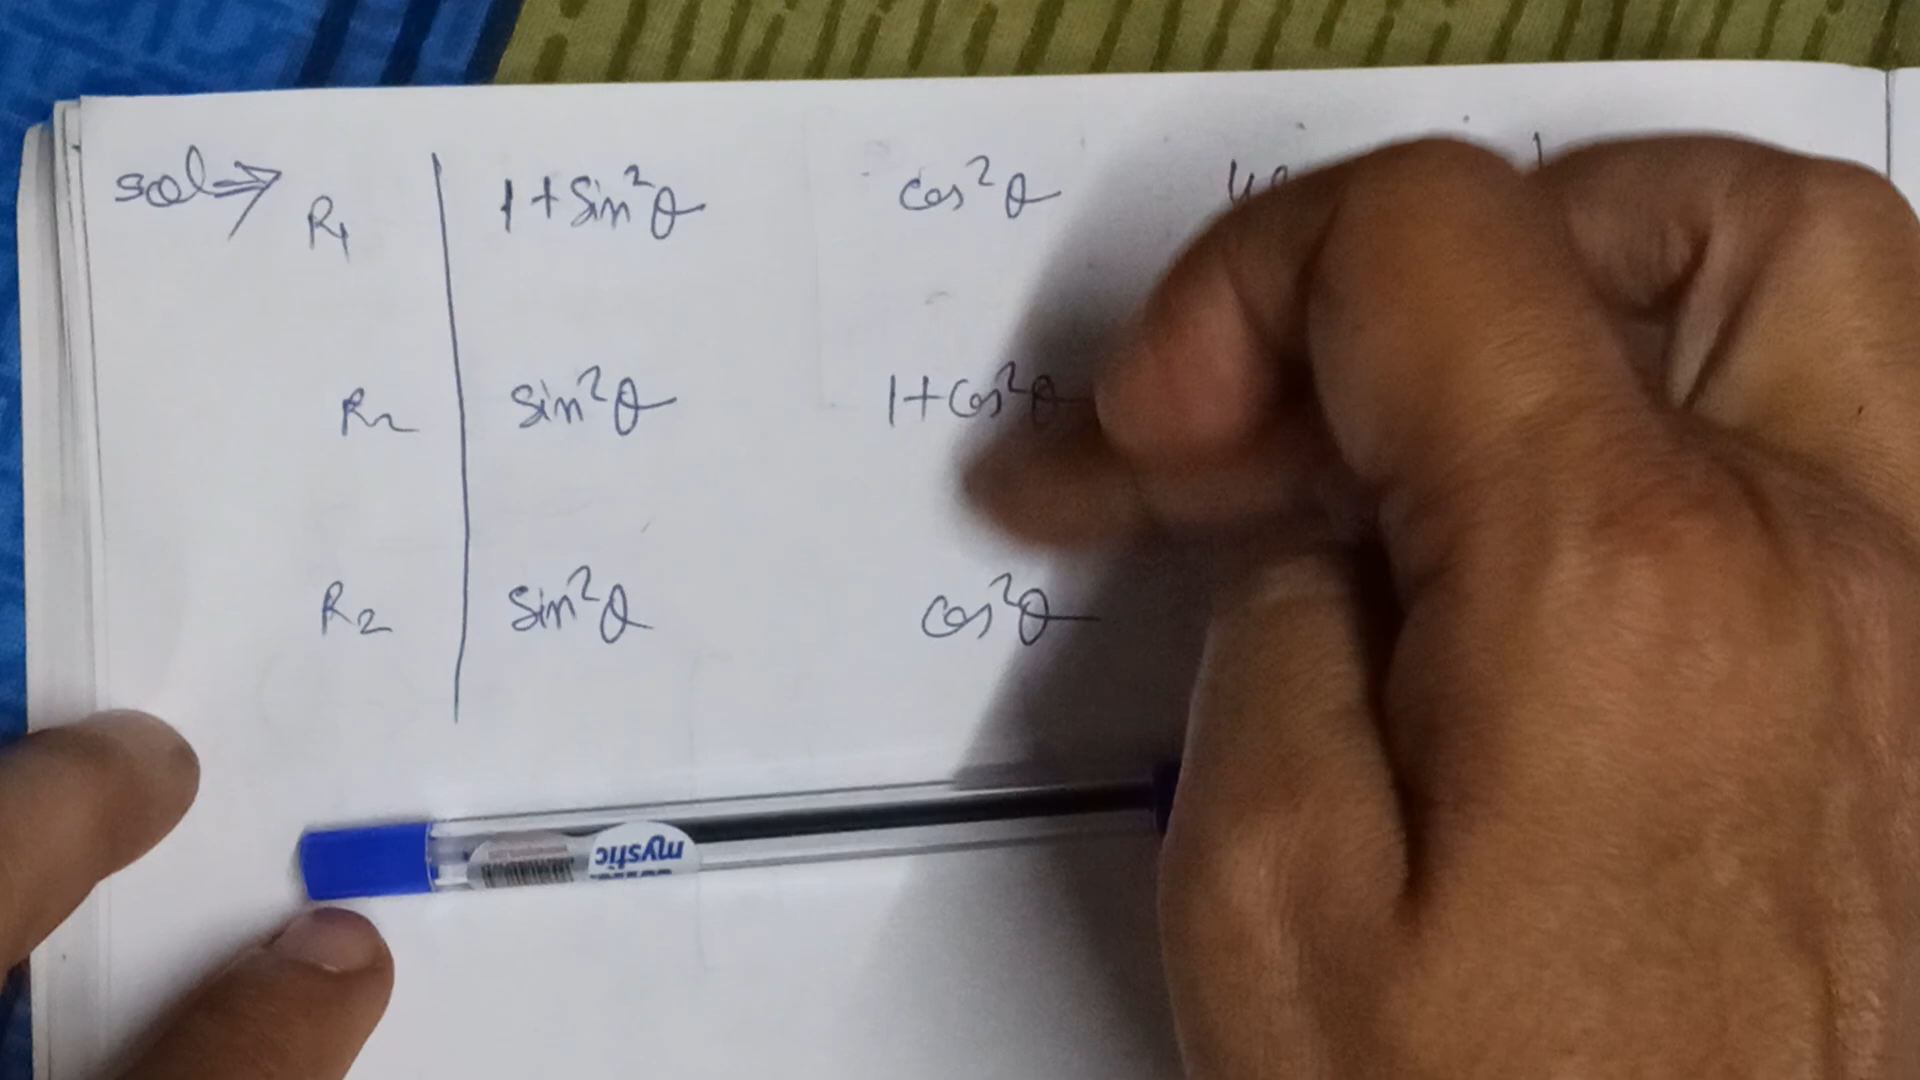 sol⇒ R1 | 1+Sin²θ cos²θ
R2 | sin²θ 1+cos²θ
R2 | sin²θ cos²θ
mystic